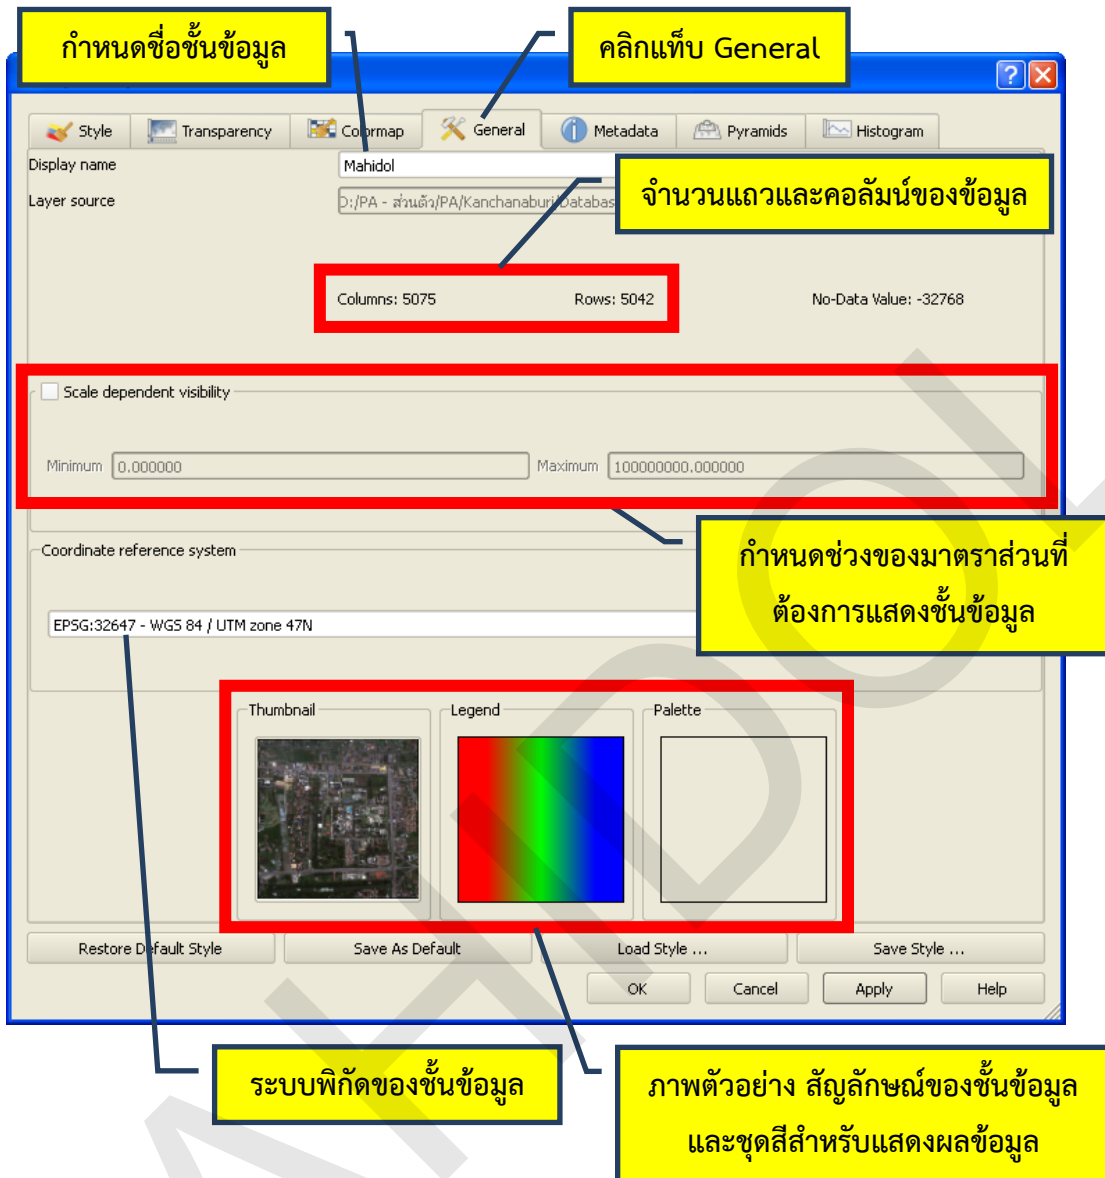 กำหนดชื่อชั้นข้อมูล
คลิกแท็บ General
Style
Transparency
Colormap
General
Metadata
Pyramids
Histogram
Display name
Mahidol
Layer source
D:/PA - ส่วนตัว/PA/Kanchanaburi/Databas
จำนวนแถวและคอลัมน์ของข้อมูล
Columns: 5075
Rows: 5042
No-Data Value: -32768
Scale dependent visibility
Minimum
0.000000
Maximum
100000000.000000
กำหนดช่วงของมาตราส่วนที่
ต้องการแสดงชั้นข้อมูล
Coordinate reference system
EPSG:32647 - WGS 84 / UTM zone 47N
Thumbnail
Legend
Palette
Restore Default Style
Save As Default
Load Style ...
Save Style ...
OK
Cancel
Apply
Help
ระบบพิกัดของชั้นข้อมูล
ภาพตัวอย่าง สัญลักษณ์ของชั้นข้อมูล
และชุดสีสำหรับแสดงผลข้อมูล
AHIDOL